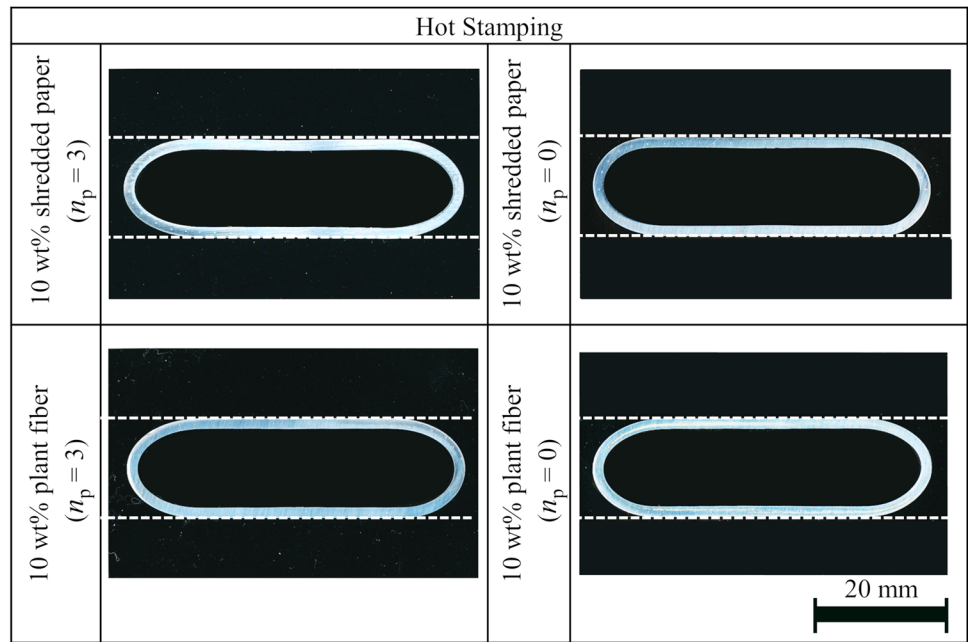 Hot Stamping
10 wt% shredded paper
(nₚ = 3)
10 wt% shredded paper
(nₚ = 0)
10 wt% plant fiber
(nₚ = 3)
10 wt% plant fiber
(nₚ = 0)
20 mm